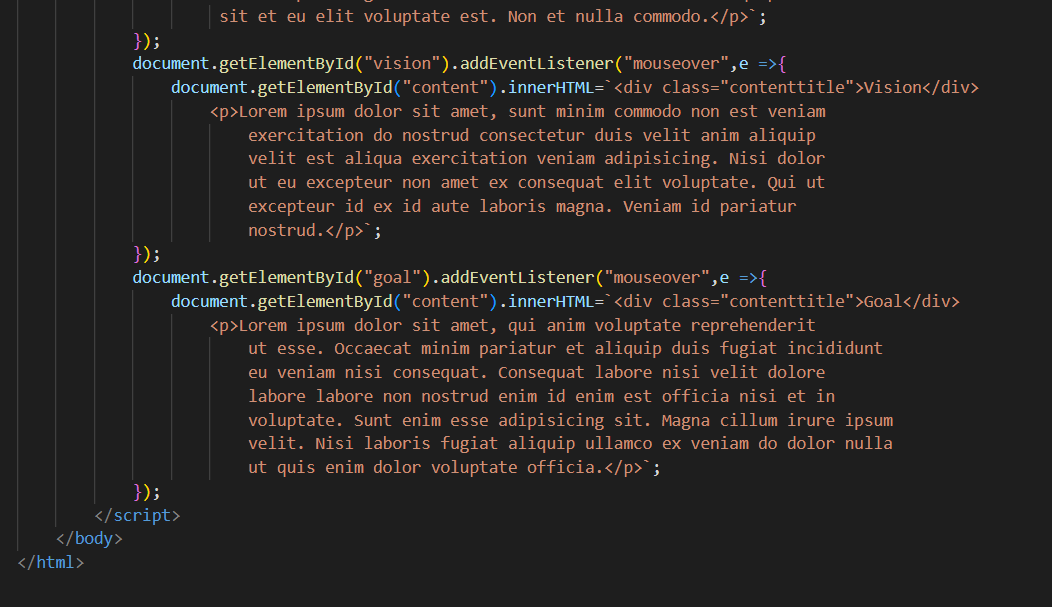 sit et eu elit voluptate est. Non et nulla commodo.</p>`;
});
document.getElementById("vision").addEventListener("mouseover",e =>{
document.getElementById("content").innerHTML=`<div class="contenttitle">Vision</div>
<p>Lorem ipsum dolor sit amet, sunt minim commodo non est veniam
exercitation do nostrud consectetur duis velit anim aliquip
velit est aliqua exercitation veniam adipisicing. Nisi dolor
ut eu excepteur non amet ex consequat elit voluptate. Qui ut
excepteur id ex id aute laboris magna. Veniam id pariatur
nostrud.</p>`;
});
document.getElementById("goal").addEventListener("mouseover",e =>{
document.getElementById("content").innerHTML=`<div class="contenttitle">Goal</div>
<p>Lorem ipsum dolor sit amet, qui anim voluptate reprehenderit
ut esse. Occaecat minim pariatur et aliquip duis fugiat incididunt
eu veniam nisi consequat. Consequat labore nisi velit dolore
labore labore non nostrud enim id enim est officia nisi et in
voluptate. Sunt enim esse adipisicing sit. Magna cillum irure ipsum
velit. Nisi laboris fugiat aliquip ullamco ex veniam do dolor nulla
ut quis enim dolor voluptate officia.</p>`;
});
</script>
</body>
</html>